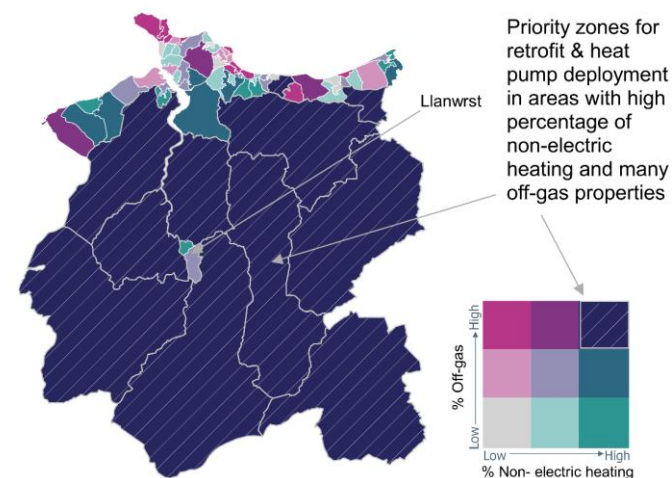 Priority zones for
retrofit & heat
pump deployment
in areas with high
percentage of
non-electric
heating and many
off-gas properties
Llanwrst
High
% Off-gas
Low
Low
High
% Non- electric heating